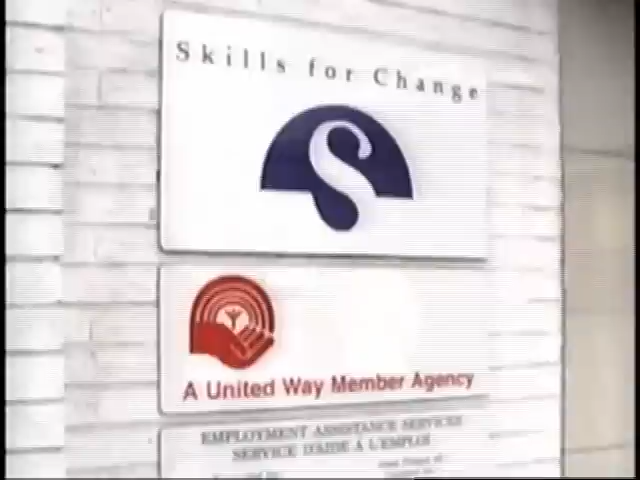 Skills for Change
S
A United Way Member Agency
EMPLOYMENT ASSISTANCE SERVICES
SERVICE D'AIDE À L'EMPLOI